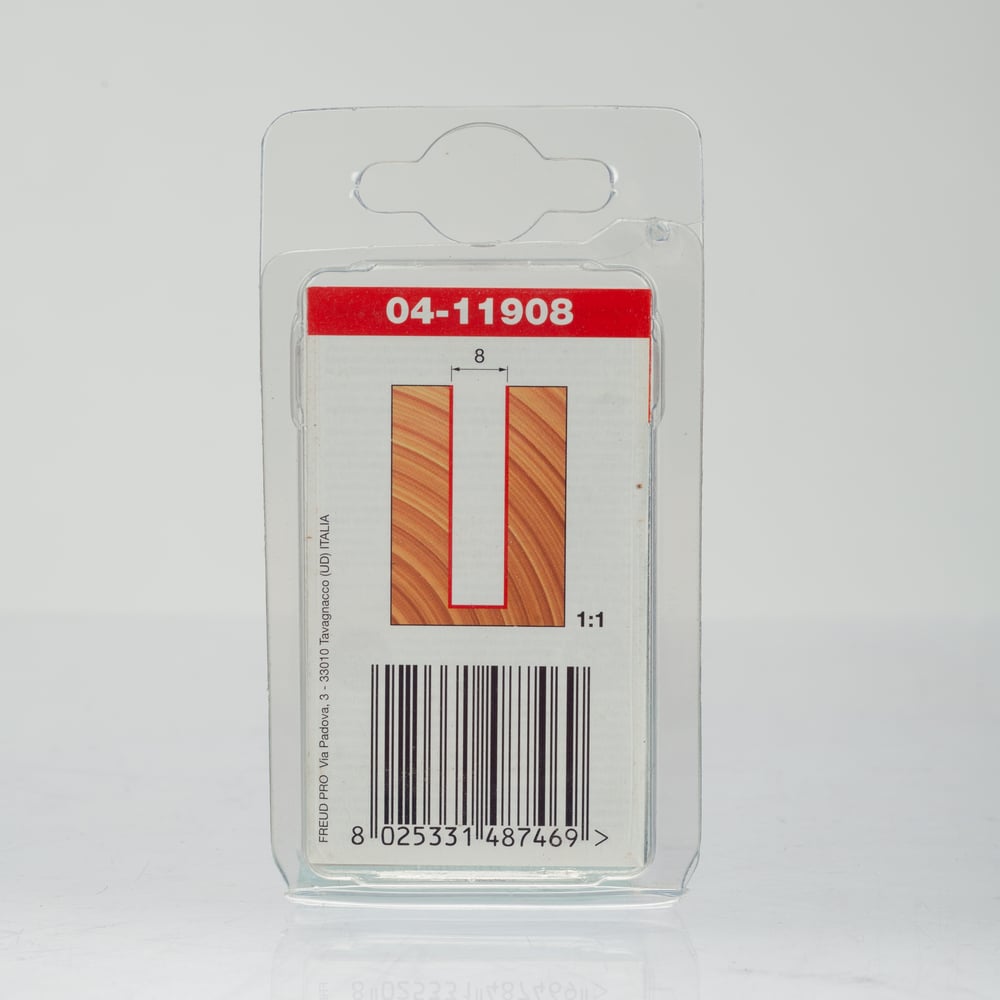 04-11908
8
1:1
FREUD PRO Via Padova, 3 - 33010 Tavagnacco (UD) ITALIA
8 025331 487469 >